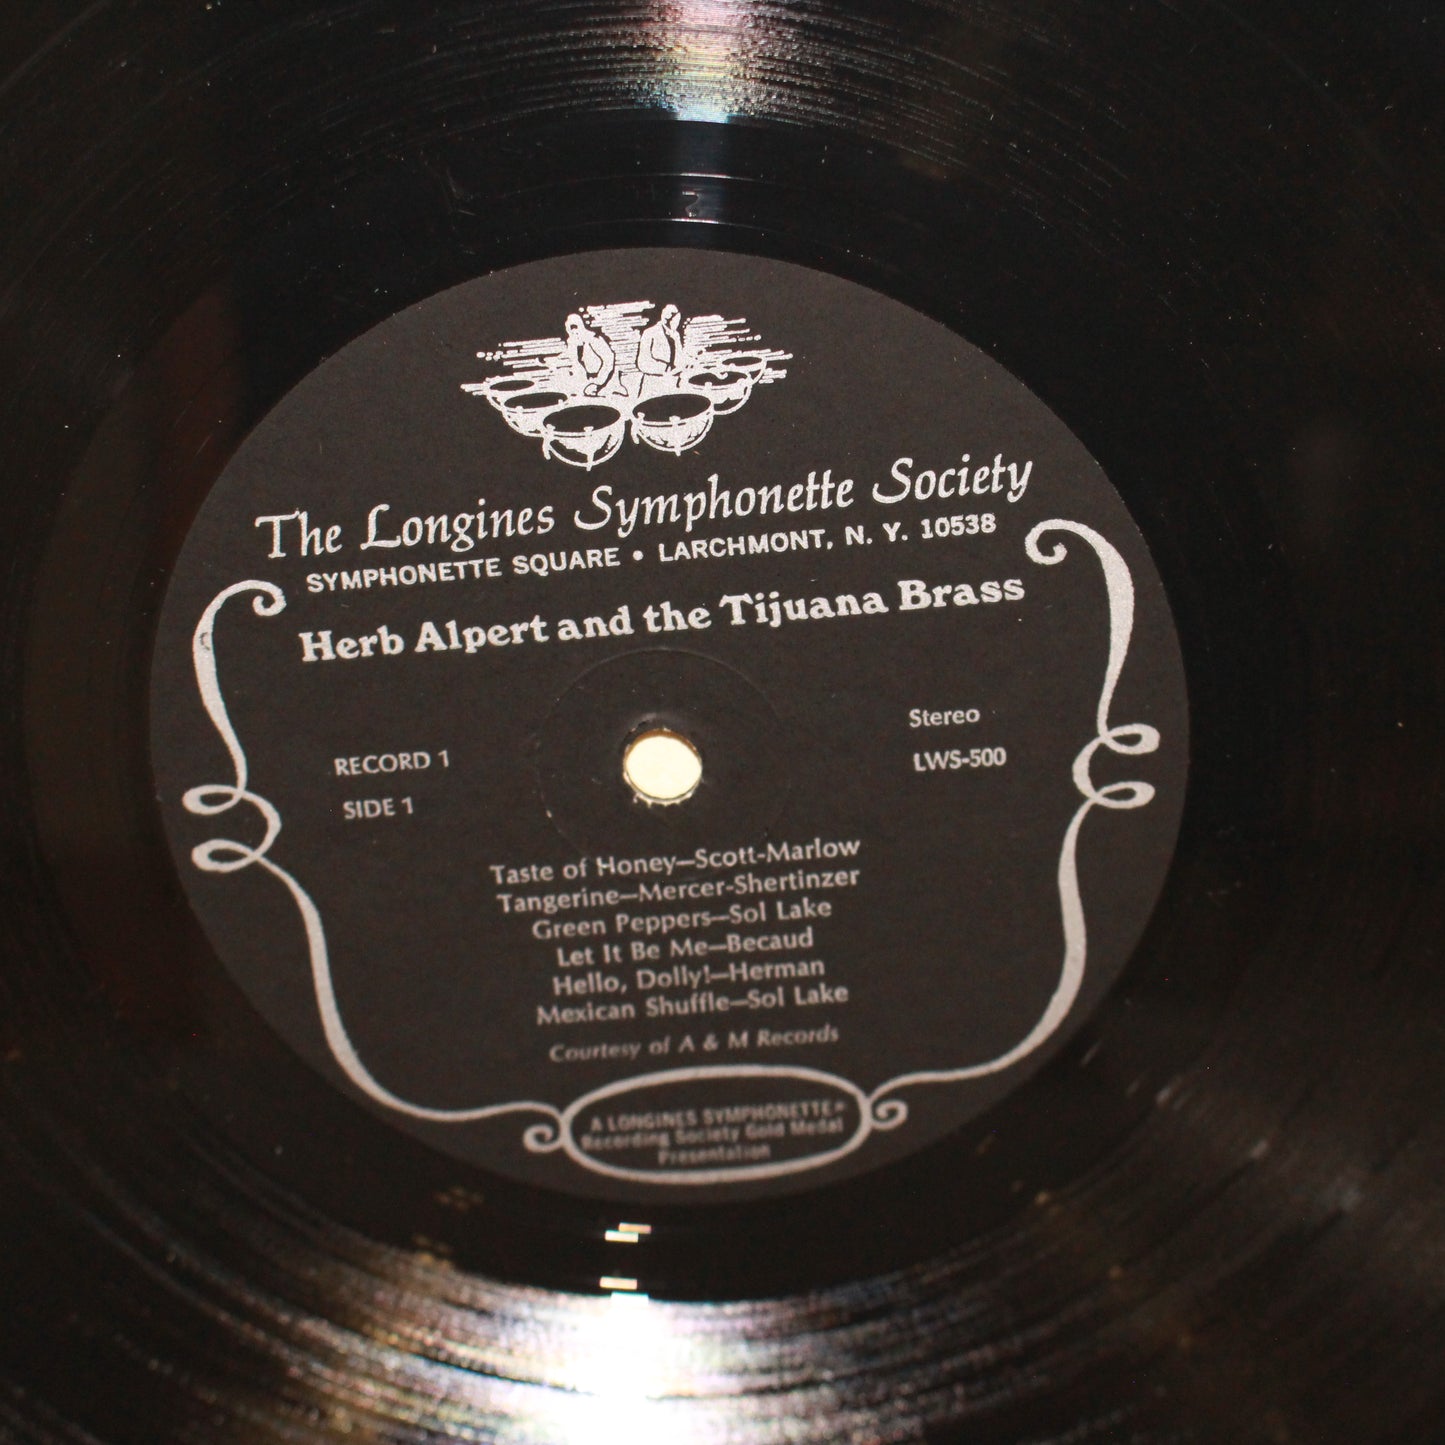 The Longines Symphonette Society
SYMPHONETTE SQUARE • LARCHMONT, N. Y. 10538
Herb Alpert and the Tijuana Brass
Stereo
RECORD 1
LWS-500
SIDE 1
Taste of Honey—Scott-Marlow
Tangerine—Mercer-Shertinzer
Green Peppers—Sol Lake
Let It Be Me—Becaud
Hello, Dolly!—Herman
Mexican Shuffle—Sol Lake
Courtesy of A & M Records
A LONGINES SYMPHONETTE®
Recording Society Gold Medal
Presentation